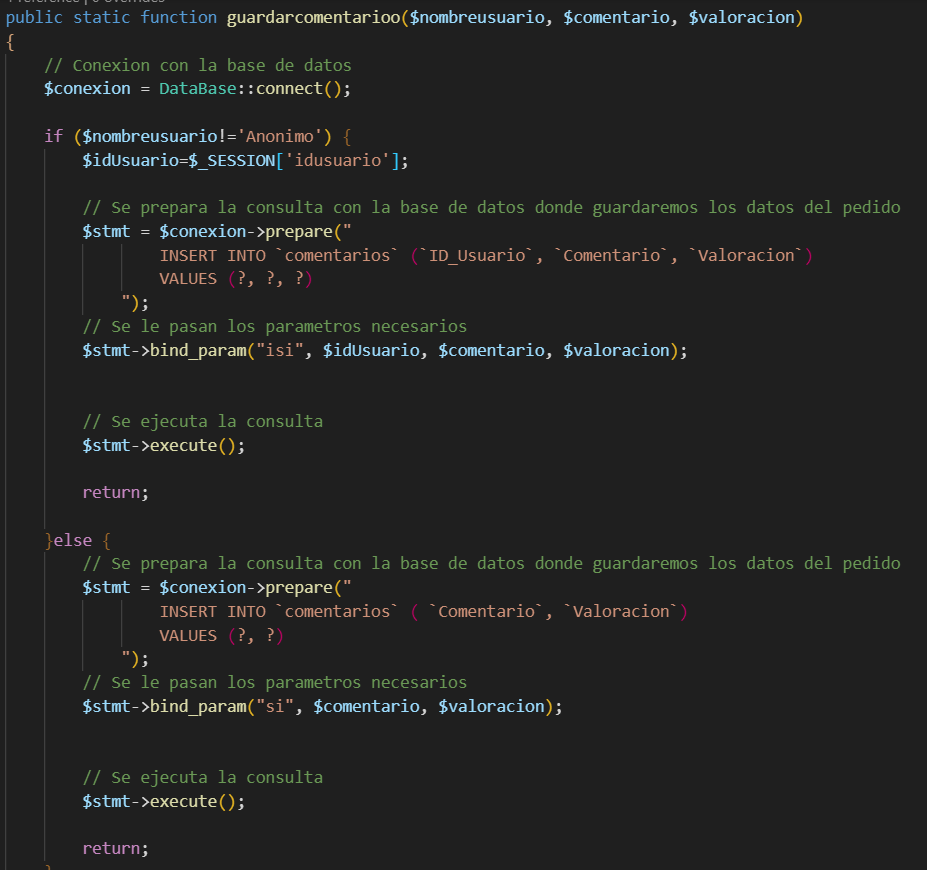 1 reference | 0 overrides
public static function guardarcomentarioo($nombreusuario, $comentario, $valoracion)
{
// Conexion con la base de datos
$conexion = DataBase::connect();
if ($nombreusuario!='Anonimo') {
$idUsuario=$_SESSION['idusuario'];
// Se prepara la consulta con la base de datos donde guardaremos los datos del pedido
$stmt = $conexion->prepare("
INSERT INTO `comentarios` (`ID_Usuario`, `Comentario`, `Valoracion`)
VALUES (?, ?, ?)
");
// Se le pasan los parametros necesarios
$stmt->bind_param("isi", $idUsuario, $comentario, $valoracion);
// Se ejecuta la consulta
$stmt->execute();
return;
}else {
// Se prepara la consulta con la base de datos donde guardaremos los datos del pedido
$stmt = $conexion->prepare("
INSERT INTO `comentarios` ( `Comentario`, `Valoracion`)
VALUES (?, ?)
");
// Se le pasan los parametros necesarios
$stmt->bind_param("si", $comentario, $valoracion);
// Se ejecuta la consulta
$stmt->execute();
return;
}